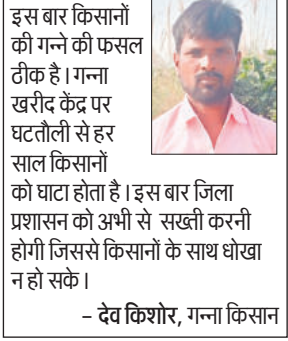 इस बार किसानों
की गन्ने की फसल
ठीक है। गन्ना
खरीद केंद्र पर
घटतौली से हर
साल किसानों
को घाटा होता है। इस बार जिला
प्रशासन को अभी से सख्ती करनी
होगी जिससे किसानों के साथ धोखा
न हो सके।
– देव किशोर, गन्ना किसान